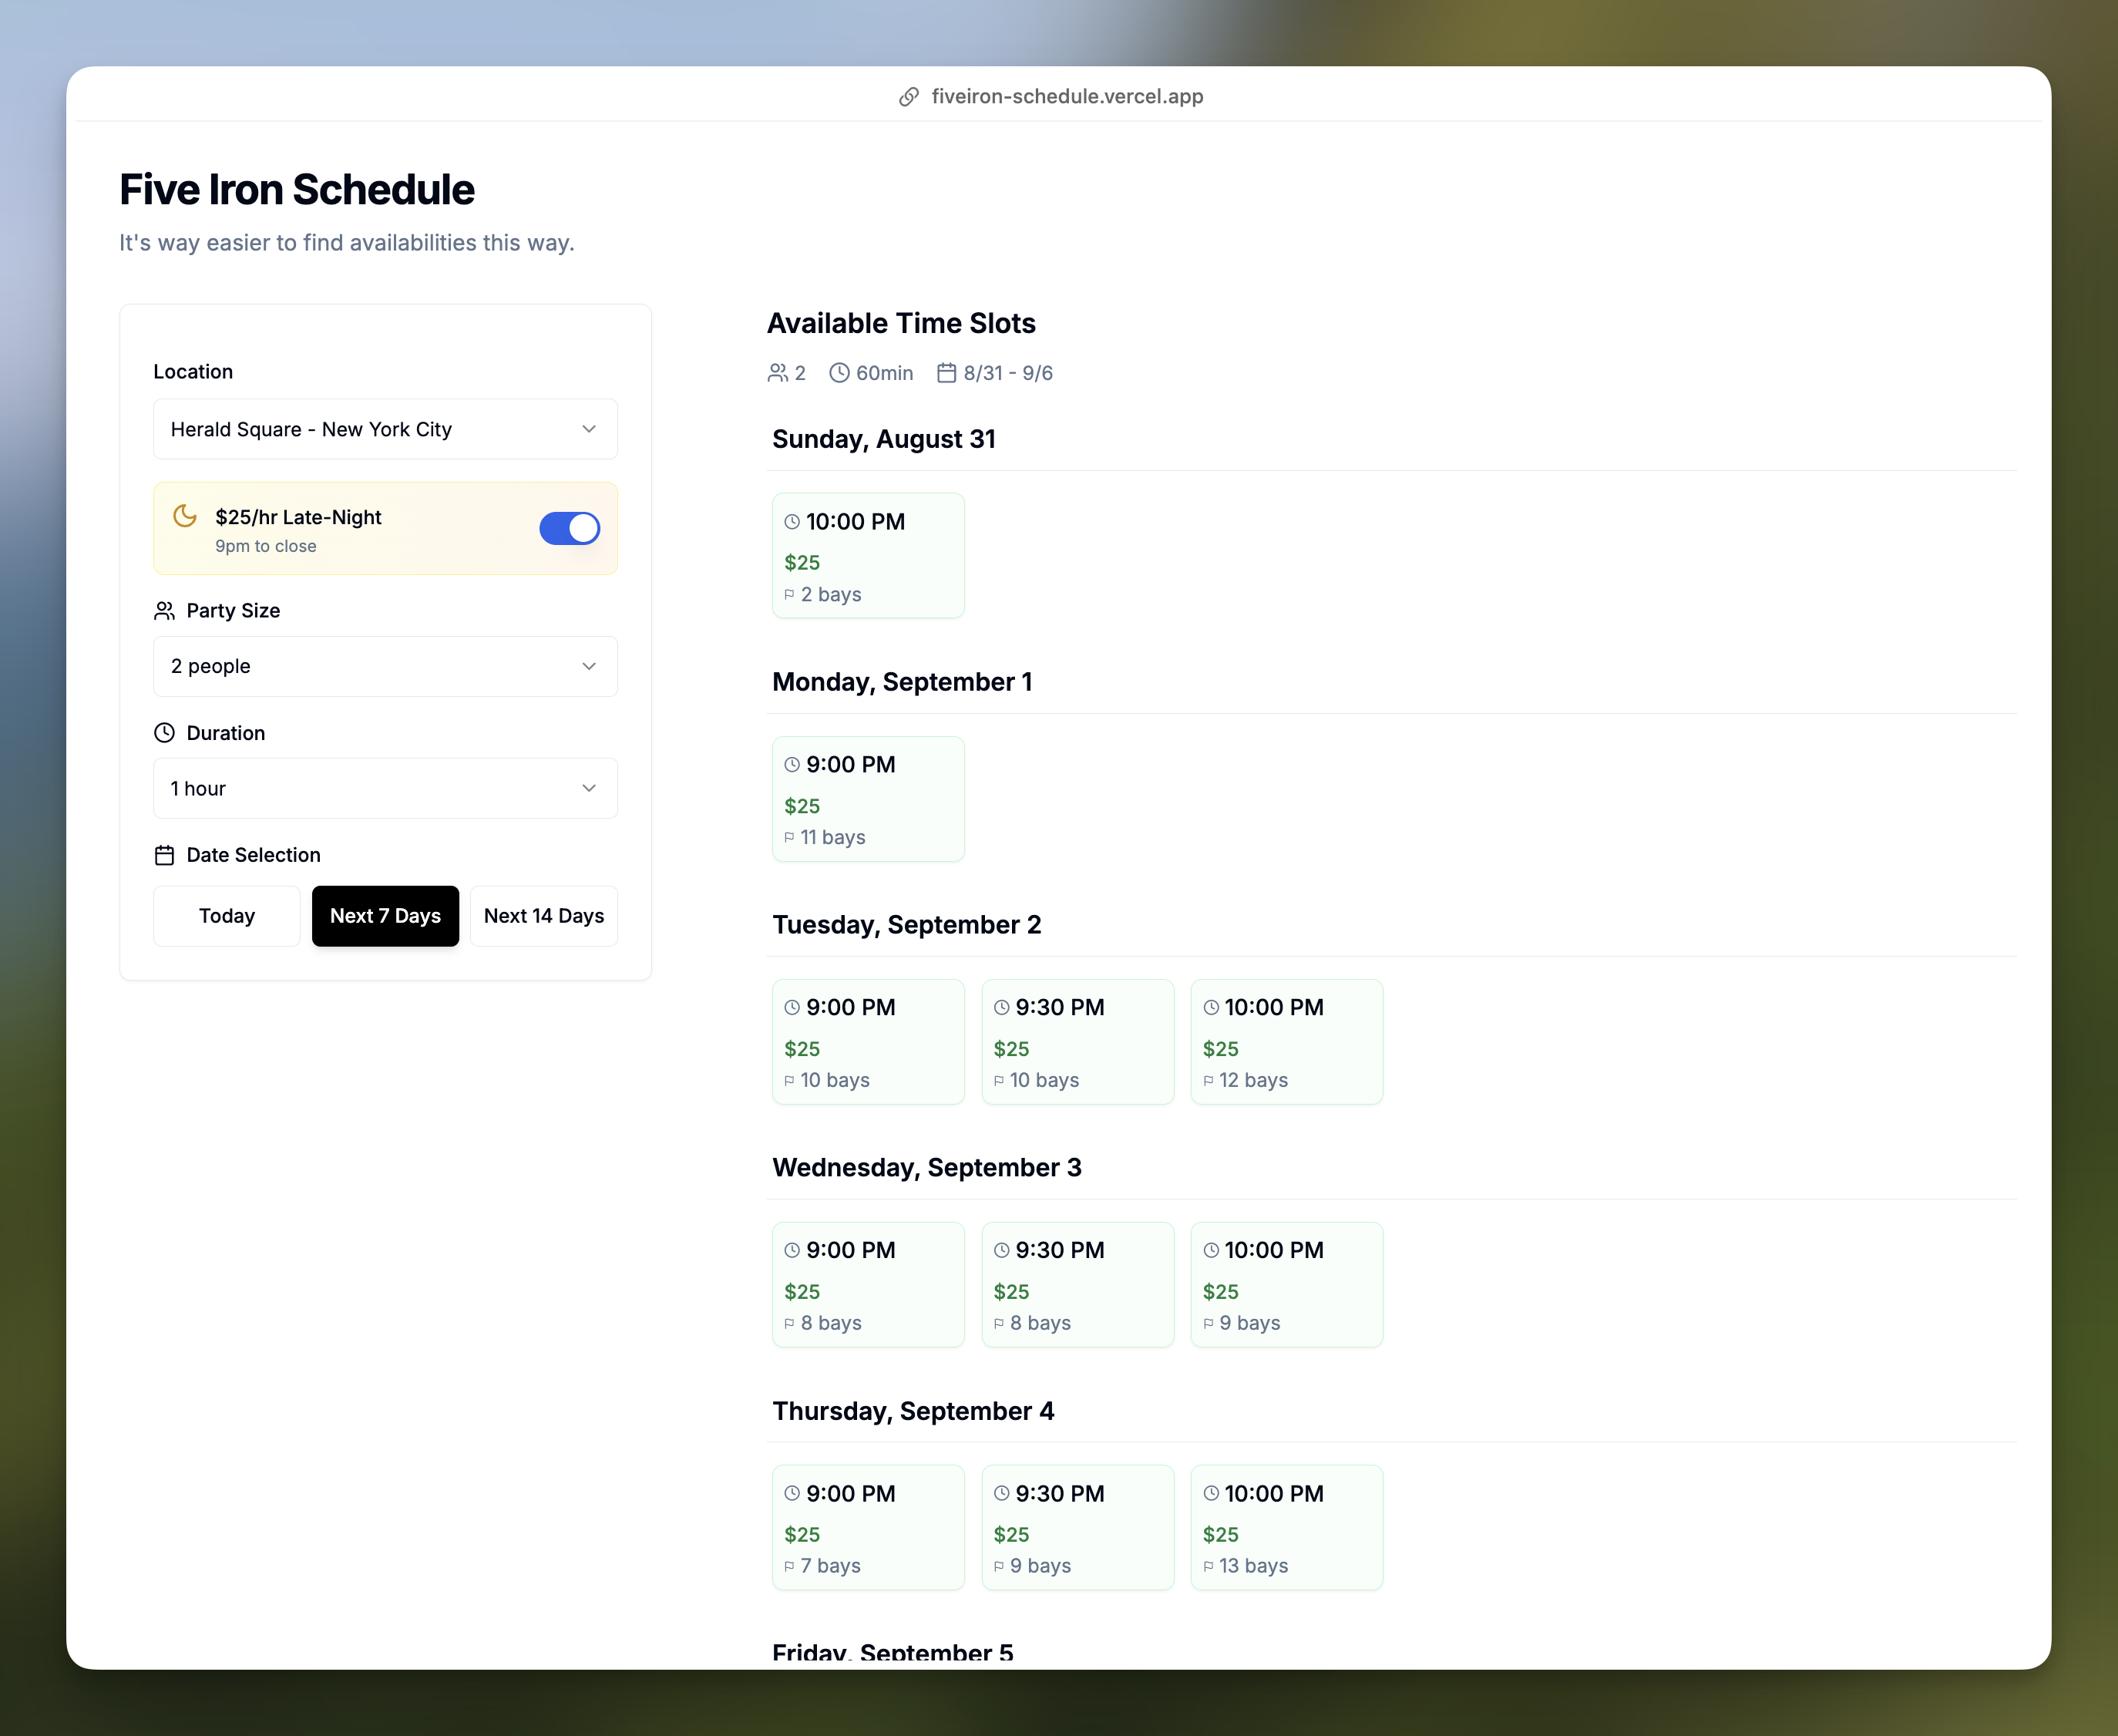 fiveiron-schedule.vercel.app
Five Iron Schedule
It's way easier to find availabilities this way.
Location
Herald Square - New York City
$25/hr Late-Night
9pm to close
Party Size
2 people
Duration
1 hour
Date Selection
Today Next 7 Days Next 14 Days
Available Time Slots
2 60min 8/31 - 9/6
Sunday, August 31
10:00 PM
$25
2 bays
Monday, September 1
9:00 PM
$25
11 bays
Tuesday, September 2
9:00 PM 9:30 PM 10:00 PM
$25 $25 $25
10 bays 10 bays 12 bays
Wednesday, September 3
9:00 PM 9:30 PM 10:00 PM
$25 $25 $25
8 bays 8 bays 9 bays
Thursday, September 4
9:00 PM 9:30 PM 10:00 PM
$25 $25 $25
7 bays 9 bays 13 bays
Friday, September 5